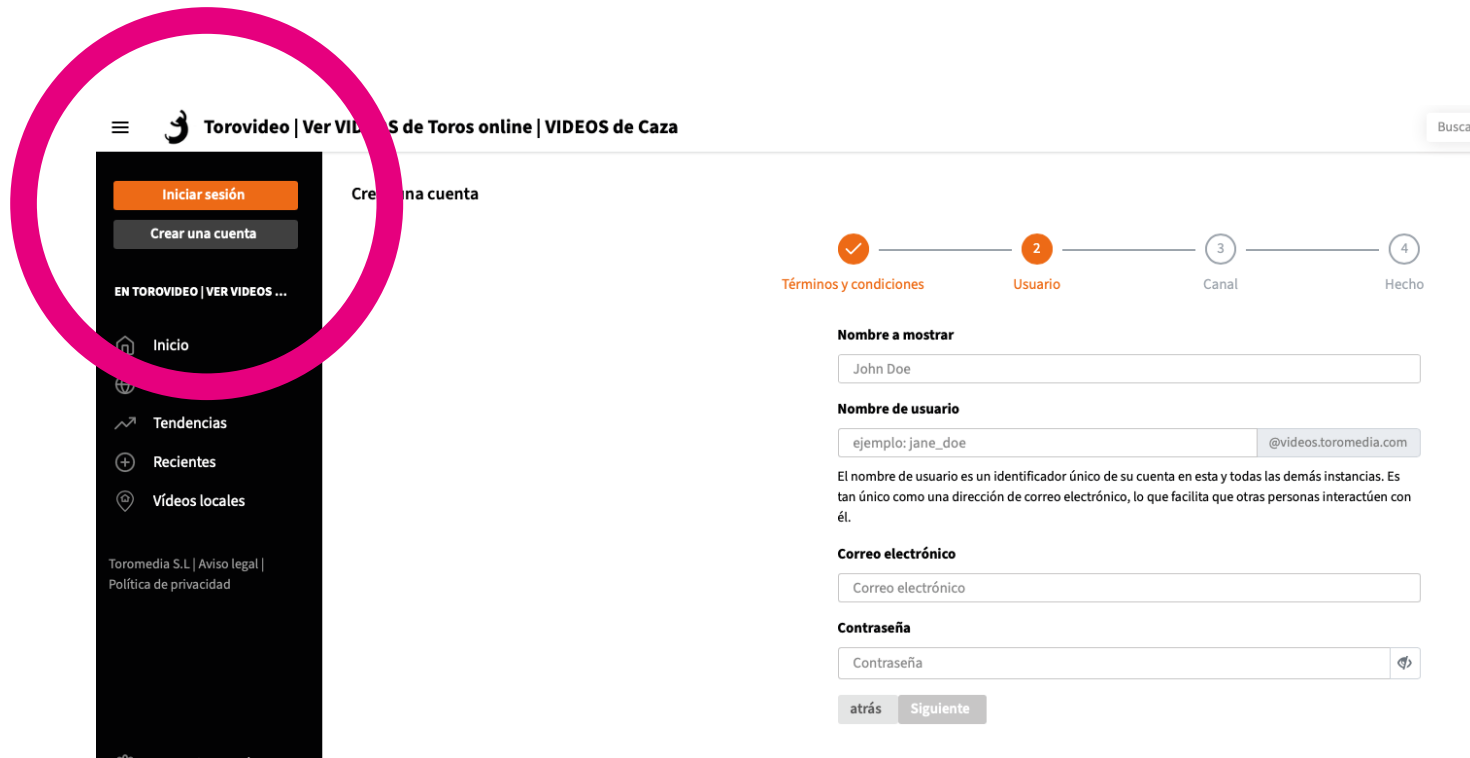 Torovideo | Ver VIDEOS de Toros online | VIDEOS de Caza
Busca
Iniciar sesión
Crear una cuenta
EN TOROVIDEO | VER VIDEOS ...
Inicio
Tendencias
Recientes
Vídeos locales
Toromedia S.L | Aviso legal |
Política de privacidad
una cuenta
2
3
4
Términos y condiciones
Usuario
Canal
Hecho
Nombre a mostrar
John Doe
Nombre de usuario
ejemplo: jane_doe
@videos.toromedia.com
El nombre de usuario es un identificador único de su cuenta en esta y todas las demás instancias. Es
tan único como una dirección de correo electrónico, lo que facilita que otras personas interactúen con
él.
Correo electrónico
Correo electrónico
Contraseña
Contraseña
atrás
Siguiente